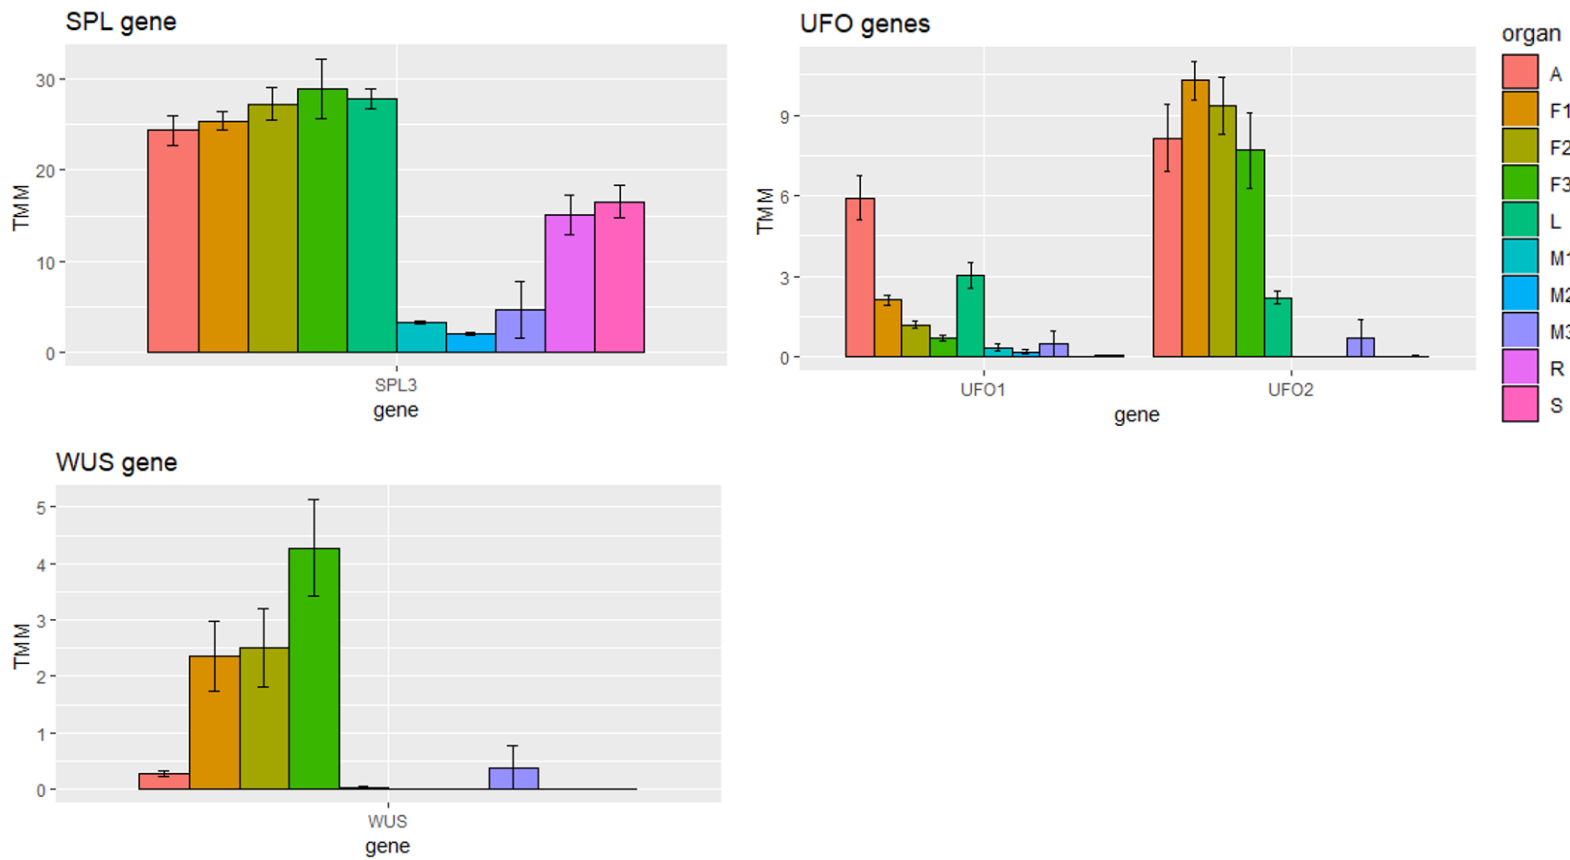 SPL gene
30
20
10
0
TMM
SPL3
gene
UFO genes
9
6
3
0
TMM
UFO1 UFO2
gene
organ
A
F1
F2
F3
L
M1
M2
M3
R
S
WUS gene
5
4
3
2
1
0
TMM
WUS
gene